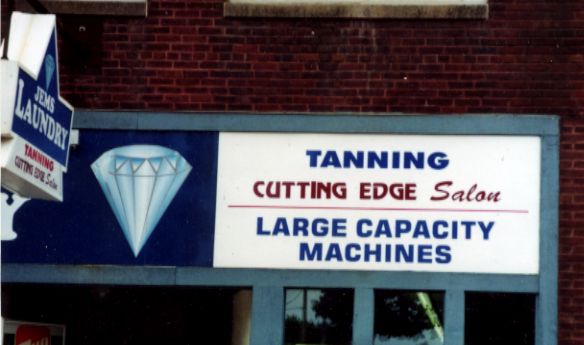 JEMS
LAUNDRY
TANNING
CUTTING EDGE Salon
TANNING
CUTTING EDGE Salon
LARGE CAPACITY
MACHINES